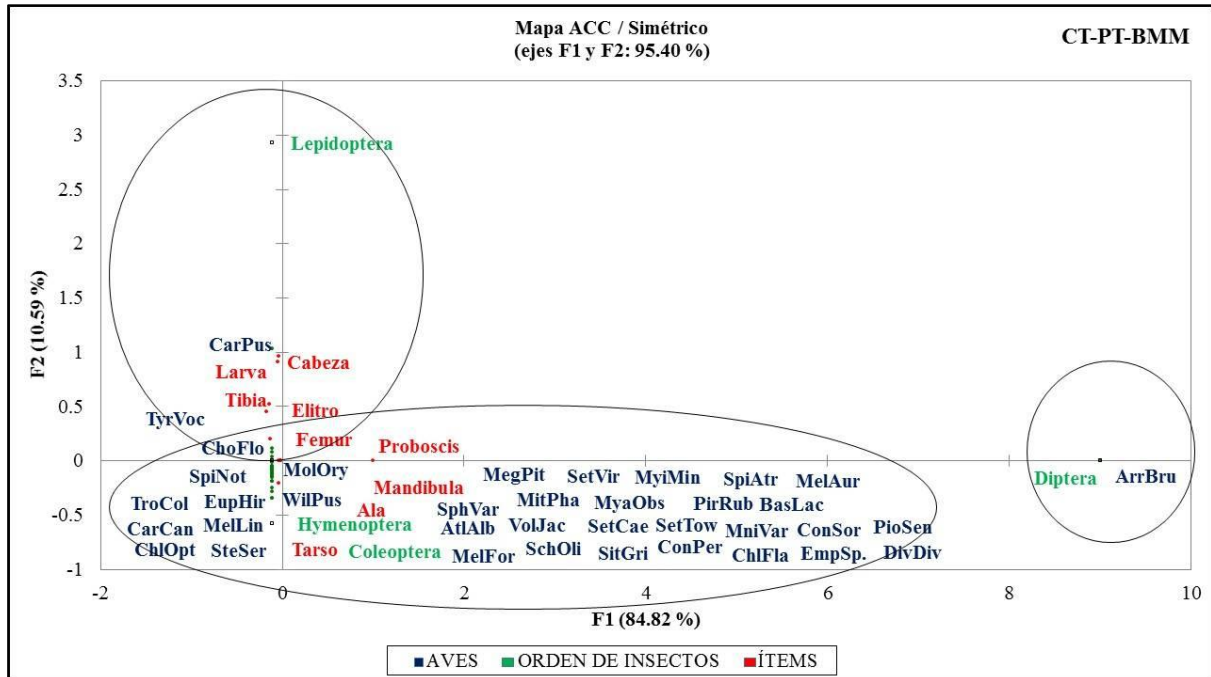 Mapa ACC / Simétrico
(ejes F1 y F2: 95.40 %)
CT-PT-BMM
3.5
3
2.5
2
1.5
1
0.5
0
-0.5
-1
F2 (10.59 %)
Lepidoptera
CarPus
Cabeza
Larva
Tibia
Elitro
TyrVoc
Femur
ChoFlo
Proboscis
SpiNot MolOry MegPit SetVir MyiMin SpiAtr MelAur Diptera ArrBru
Mandibula
TroCol EupHir WilPus Ala SphVar MitPha MyaObs PirRub BasLac
CarCan MelLin Hymenoptera AtlAlb VolJac SetCae SetTow MniVar ConSor PioSen
ChlOpt SteSer Tarso Coleoptera MelFor SchOli SitGri ConPer ChlFla EmpSp. DivDiv
-2 0 2 4 6 8 10
F1 (84.82 %)
AVES ORDEN DE INSECTOS ÍTEMS